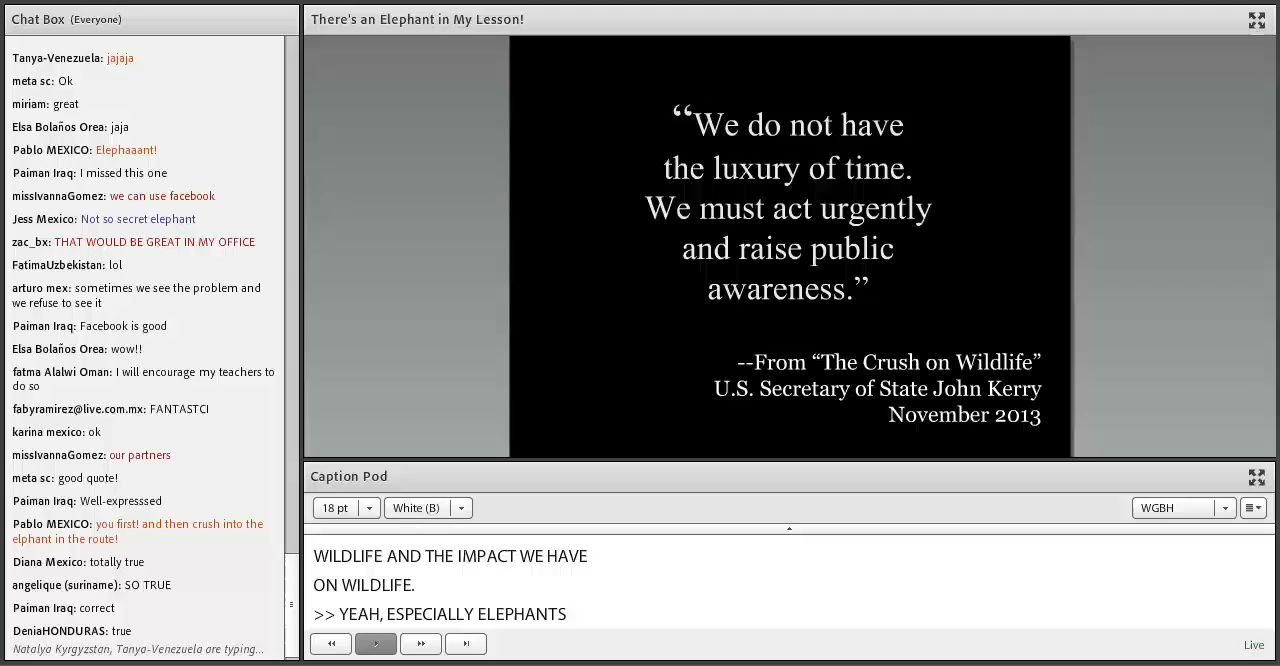 Chat Box (Everyone)
Tanya-Venezuela: jajaja
meta sc: Ok
miriam: great
Elsa Bolaños Orea: jaja
Pablo MEXICO: Elephaaant!
Paiman Iraq: I missed this one
missIvannaGomez: we can use facebook
Jess Mexico: Not so secret elephant
zac_bx: THAT WOULD BE GREAT IN MY OFFICE
FatimaUzbekistan: lol
arturo mex: sometimes we see the problem and
we refuse to see it
Paiman Iraq: Facebook is good
Elsa Bolaños Orea: wow!!
fatma Alalwi Oman: I will encourage my teachers to
do so
fabyramirez@live.com.mx: FANTASTCI
karina mexico: ok
missIvannaGomez: our partners
meta sc: good quote!
Paiman Iraq: Well-expresssed
Pablo MEXICO: you first! and then crush into the
elphant in the route!
Diana Mexico: totally true
angelique (suriname): SO TRUE
Paiman Iraq: correct
DeniaHONDURAS: true
Natalya Kyrgyzstan, Tanya-Venezuela are typing...
There's an Elephant in My Lesson!
“We do not have
the luxury of time.
We must act urgently
and raise public
awareness.”
--From “The Crush on Wildlife”
U.S. Secretary of State John Kerry
November 2013
Caption Pod
18 pt
White (B)
WGBH
WILDLIFE AND THE IMPACT WE HAVE
ON WILDLIFE.
>> YEAH, ESPECIALLY ELEPHANTS
Live